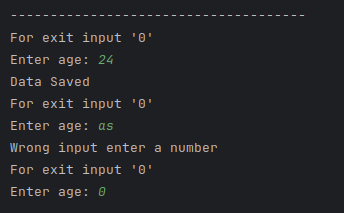 -------------------------------------
For exit input '0'
Enter age: 24
Data Saved
For exit input '0'
Enter age: as
Wrong input enter a number
For exit input '0'
Enter age: 0